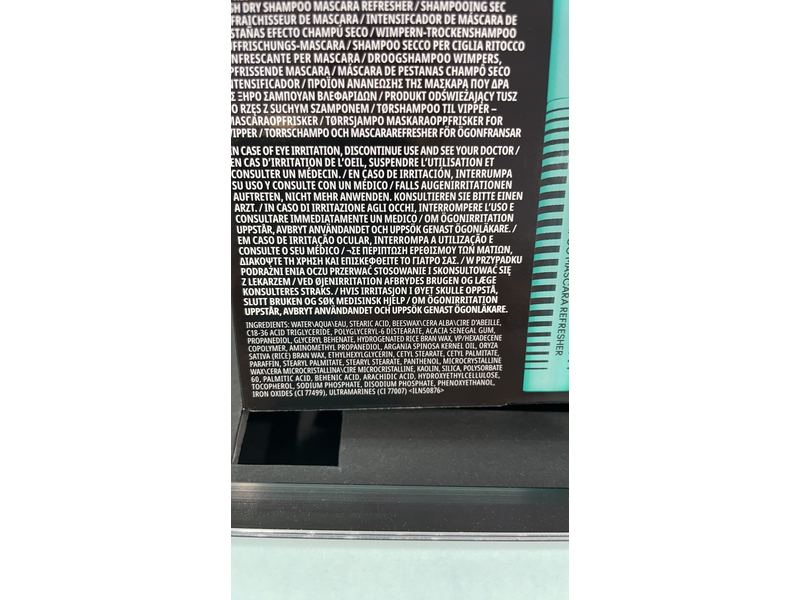 SH DRY SHAMPOO MASCARA REFRESHER / SHAMPOOING SEC
FRAÎCHISSEUR DE MASCARA / INTENSIFCADOR DE MÁSCARA DE
STAÑAS EFECTO CHAMPÚ SECO / WIMPERN-TROCKENSHAMPOO
FFRISCHUNGS-MASCARA / SHAMPOO SECCO PER CIGLIA RITOCCO
NFRESCANTE PER MASCARA / DROOGSHAMPOO WIMPERS,
PFRISSENDE MASCARA / MÁSCARA DE PESTANAS CHAMPÔ SECO
NTENSIFICADOR / ΠΡΟΪΟΝ ΑΝΑΝΕΩΣΗΣ ΤΗΣ ΜΑΣΚΑΡΑ ΠΟΥ ΔΡΑ
Σ ΞΗΡΟ ΣΑΜΠΟΥΑΝ ΒΛΕΦΑΡΙΔΩΝ / PRODUKT ODŚWIEŻAJĄCY TUSZ
O RZĘS Z SUCHYM SZAMPONEM / TØRSHAMPOO TIL VIPPER –
MASCARAOPFRISKER / TØRRSJAMPO MASKARAOPPFRISKER FOR
VIPPER / TORRSCHAMPO OCH MASCARAREFRESHER FÖR ÖGONFRANSAR
IN CASE OF EYE IRRITATION, DISCONTINUE USE AND SEE YOUR DOCTOR /
EN CAS D'IRRITATION DE L'OEIL, SUSPENDRE L'UTILISATION ET
CONSULTER UN MÉDECIN. / EN CASO DE IRRITACIÓN, INTERRUMPA
SU USO Y CONSULTE CON UN MÉDICO / FALLS AUGENIRRITATIONEN
AUFTRETEN, NICHT MEHR ANWENDEN. KONSULTIEREN SIE BITTE EINEN
ARZT. / IN CASO DI IRRITAZIONE AGLI OCCHI, INTERROMPERE L'USO E
CONSULTARE IMMEDIATAMENTE UN MEDICO / OM ÖGONIRRITATION
UPPSTÅR, AVBRYT ANVÄNDANDET OCH UPPSÖK GENAST ÖGONLÄKARE. /
EM CASO DE IRRITAÇÃO OCULAR, INTERROMPA A UTILIZAÇÃO E
CONSULTE O SEU MÉDICO / ¬ΣΕ ΠΕΡΙΠΤΩΣΗ ΕΡΕΘΙΣΜΟΥ ΤΩΝ ΜΑΤΙΩΝ,
ΔΙΑΚΟΨΤΕ ΤΗ ΧΡΗΣΗ ΚΑΙ ΕΠΙΣΚΕΦΘΕΙΤΕ ΤΟ ΓΙΑΤΡΟ ΣΑΣ. / W PRZYPADKU
PODRAŻNI ENIA OCZU PRZERWAĆ STOSOWANIE I SKONSULTOWAĆ SIĘ
Z LEKARZEM / VED ØJENIRRITATION AFBRYDES BRUGEN OG LÆGE
KONSULTERES STRAKS. / HVIS IRRITASJON I ØYET SKULLE OPPSTÅ,
SLUTT BRUKEN OG SØK MEDISINSK HJELP / OM ÖGONIRRITATION
UPPSTÅR, AVBRYT ANVÄNDANDET OCH UPPSÖK GENAST ÖGONLÄKARE.
INGREDIENTS: WATER\AQUA\EAU, STEARIC ACID, BEESWAX\CERA ALBA\CIRE D'ABEILLE,
C18-36 ACID TRIGLYCERIDE, POLYGLYCERYL-6 DISTEARATE, ACACIA SENEGAL GUM,
PROPANEDIOL, GLYCERYL BEHENATE, HYDROGENATED RICE BRAN WAX, VP/HEXADECENE
COPOLYMER, AMINOMETHYL PROPANEDIOL, ARGANIA SPINOSA KERNEL OIL, ORYZA
SATIVA (RICE) BRAN WAX, ETHYLHEXYLGLYCERIN, CETYL STEARATE, CETYL PALMITATE,
PARAFFIN, STEARYL PALMITATE, STEARYL STEARATE, PANTHENOL, MICROCRYSTALLINE
WAX\CERA MICROCRISTALLINA\CIRE MICROCRISTALLINE, KAOLIN, SILICA, POLYSORBATE
60, PALMITIC ACID, BEHENIC ACID, ARACHIDIC ACID, HYDROXYETHYLCELLULOSE,
TOCOPHEROL, SODIUM PHOSPHATE, DISODIUM PHOSPHATE, PHENOXYETHANOL,
IRON OXIDES (CI 77499), ULTRAMARINES (CI 77007) <ILN50876>
MASCARA REFRESHER